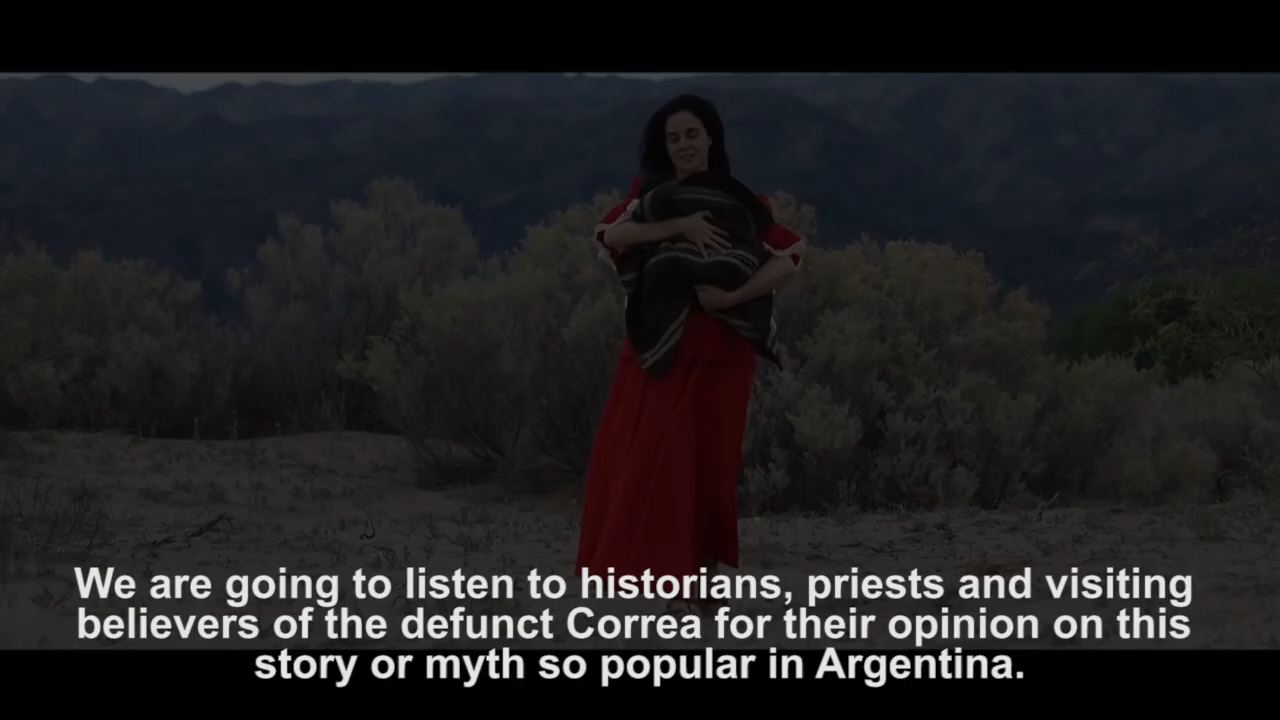 We are going to listen to historians, priests and visiting
believers of the defunct Correa for their opinion on this
story or myth so popular in Argentina.